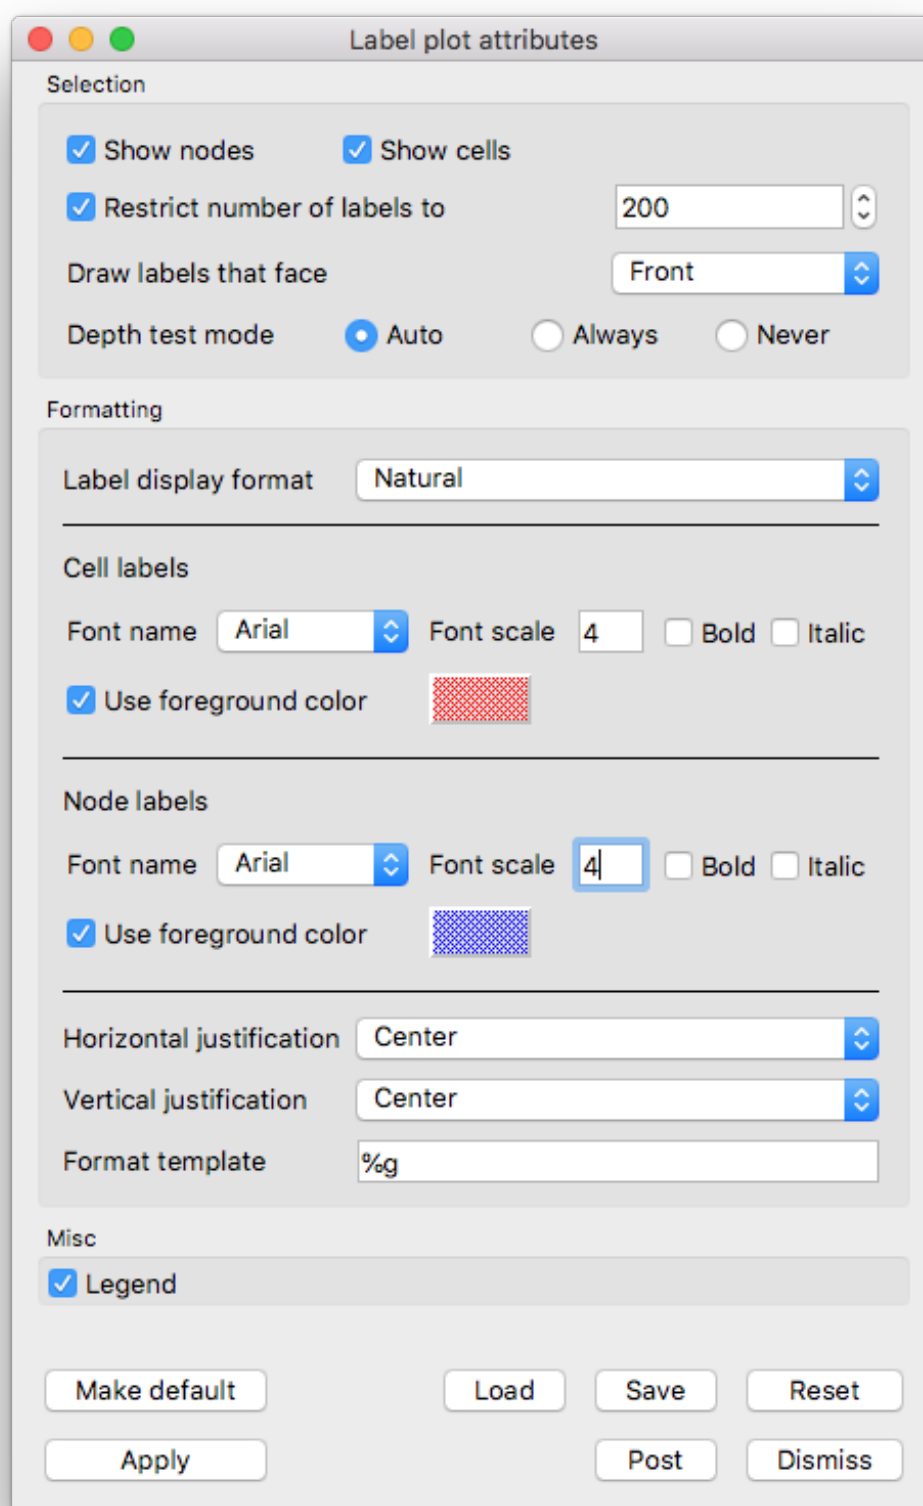 Label plot attributes
Selection
Show nodes Show cells
Restrict number of labels to 200
Draw labels that face Front
Depth test mode Auto Always Never
Formatting
Label display format Natural
Cell labels
Font name Arial Font scale 4 Bold Italic
Use foreground color
Node labels
Font name Arial Font scale 4 Bold Italic
Use foreground color
Horizontal justification Center
Vertical justification Center
Format template %g
Misc
Legend
Make default Load Save Reset
Apply Post Dismiss